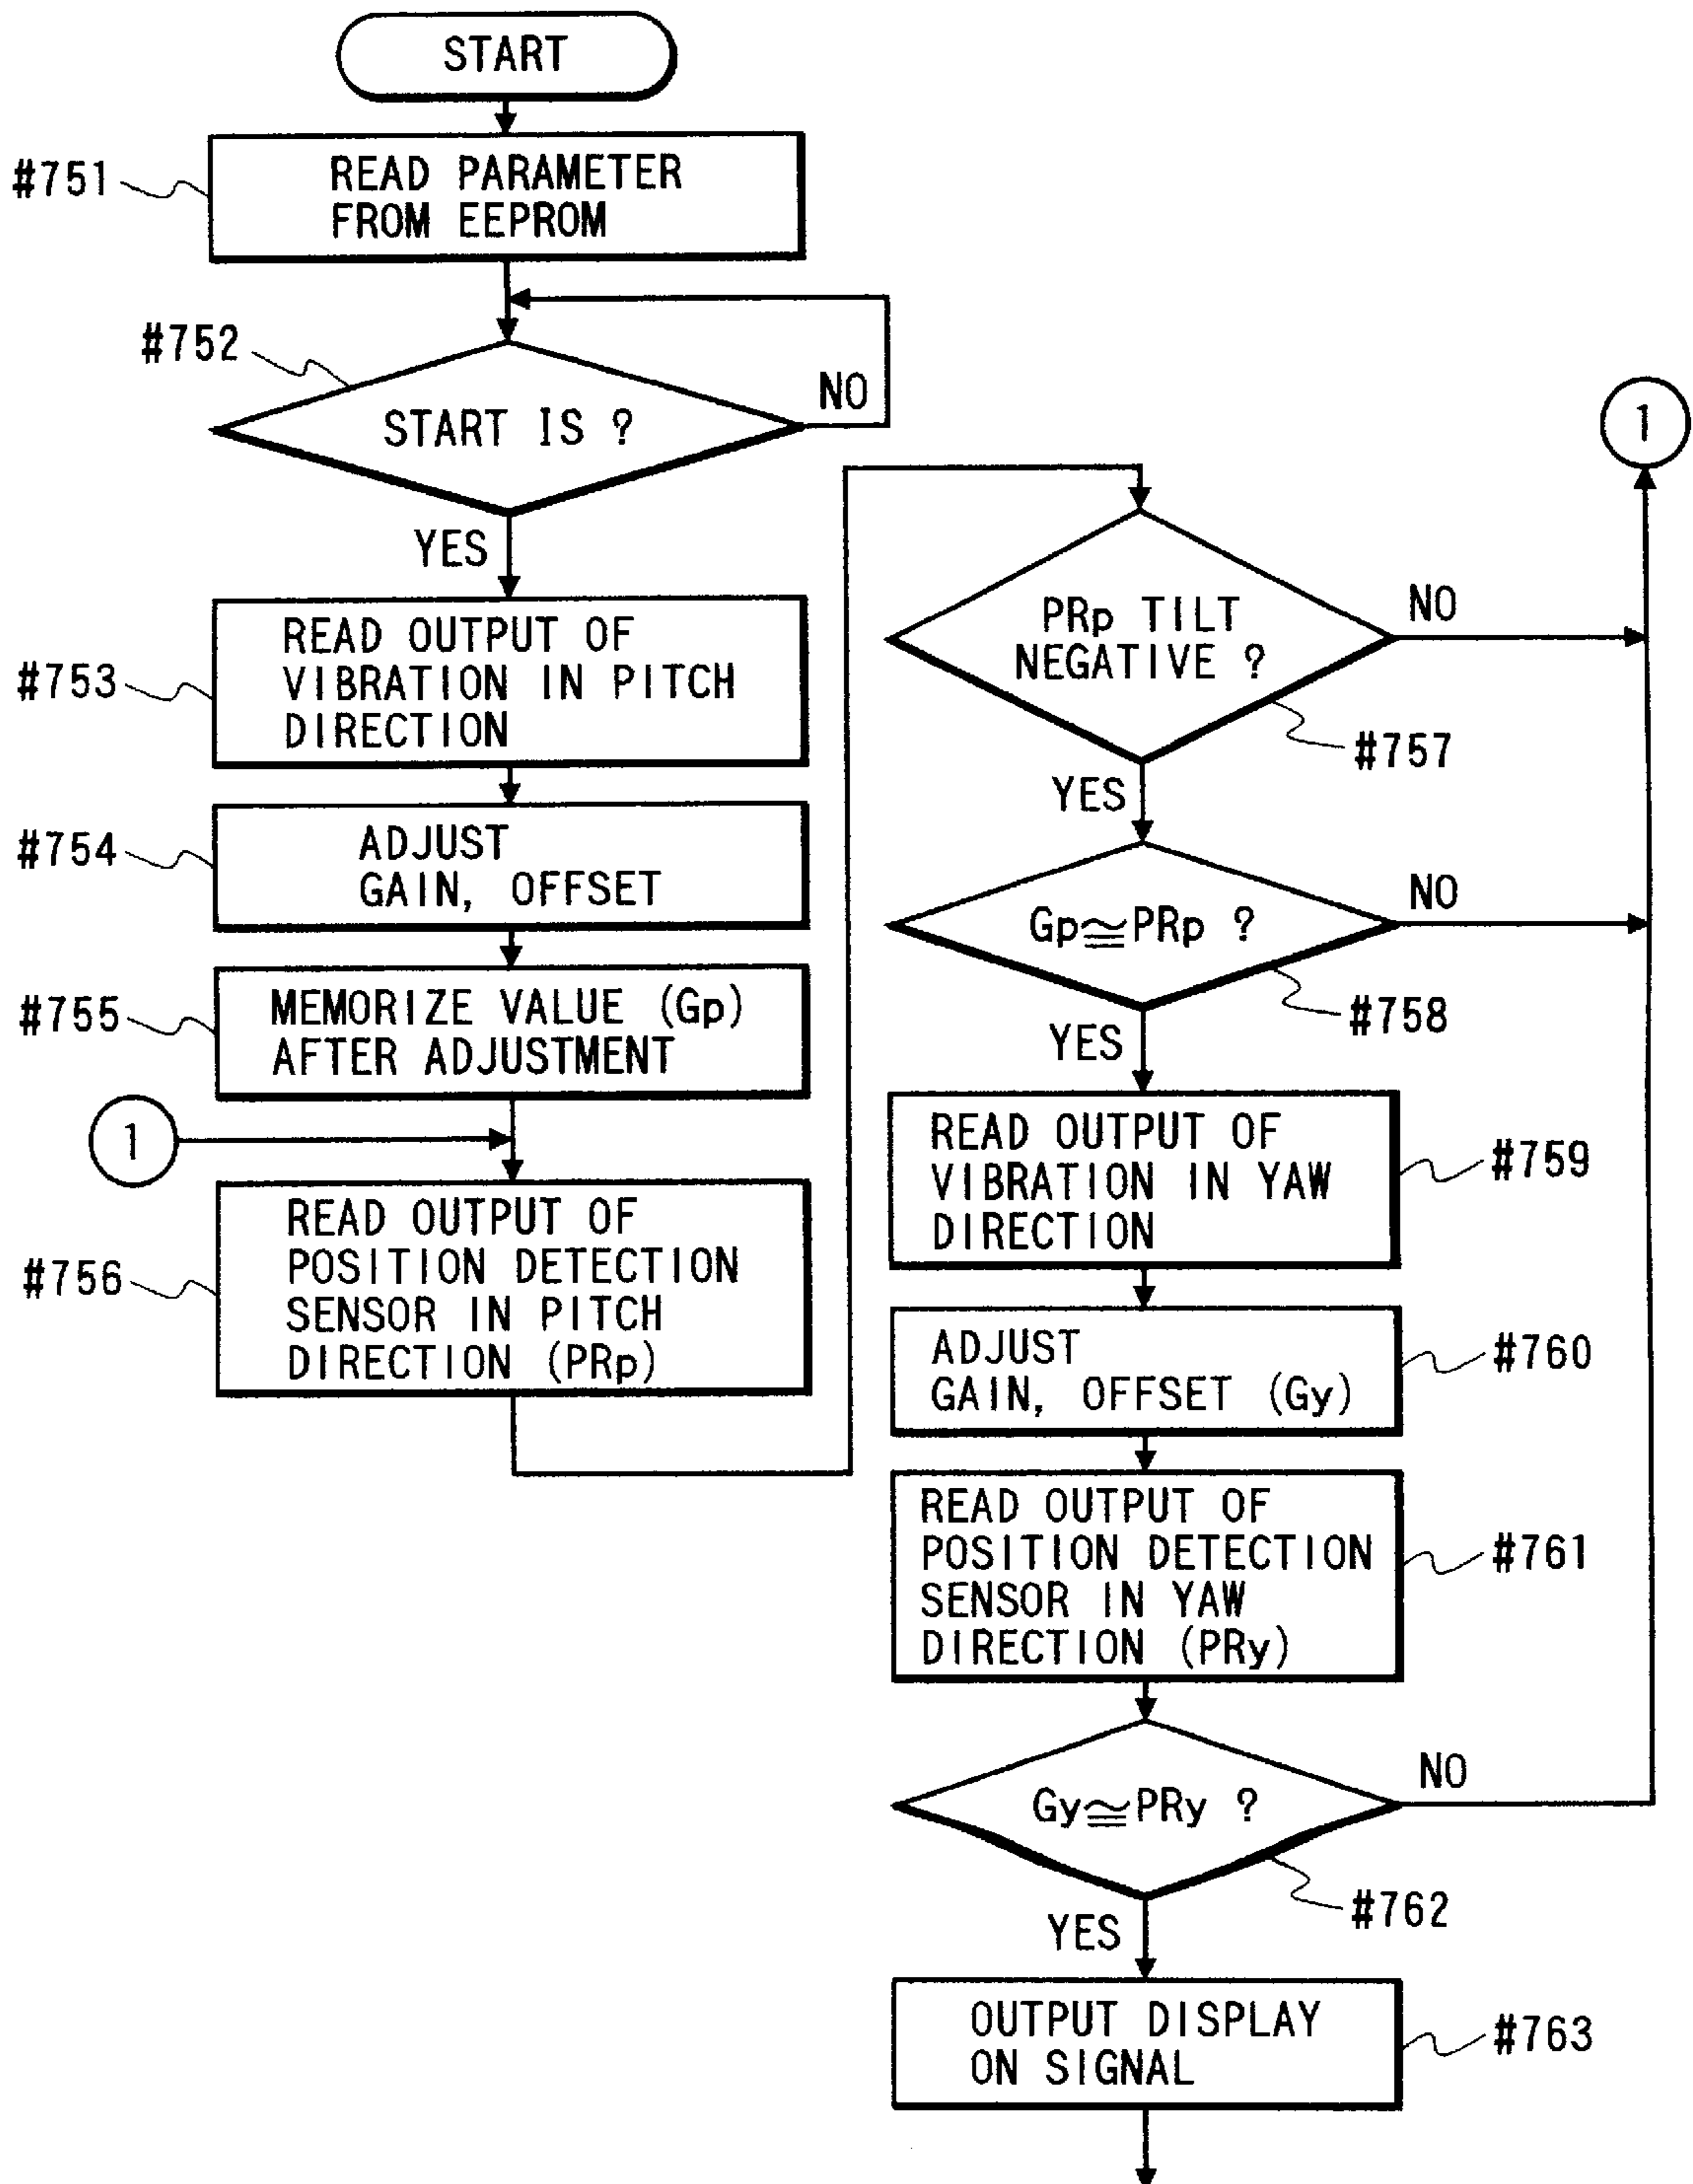 START
#751
READ PARAMETER
FROM EEPROM
#752
START IS ?
NO
YES
#753
READ OUTPUT OF
VIBRATION IN PITCH
DIRECTION
#754
ADJUST
GAIN, OFFSET
#755
MEMORIZE VALUE (Gp)
AFTER ADJUSTMENT
1
#756
READ OUTPUT OF
POSITION DETECTION
SENSOR IN PITCH
DIRECTION (PRp)
1
PRp TILT
NEGATIVE ?
NO
#757
YES
Gp≅PRp ?
NO
#758
YES
READ OUTPUT OF
VIBRATION IN YAW
DIRECTION
#759
ADJUST
GAIN, OFFSET (Gy)
#760
READ OUTPUT OF
POSITION DETECTION
SENSOR IN YAW
DIRECTION (PRy)
#761
Gy≅PRy ?
NO
#762
YES
OUTPUT DISPLAY
ON SIGNAL
#763